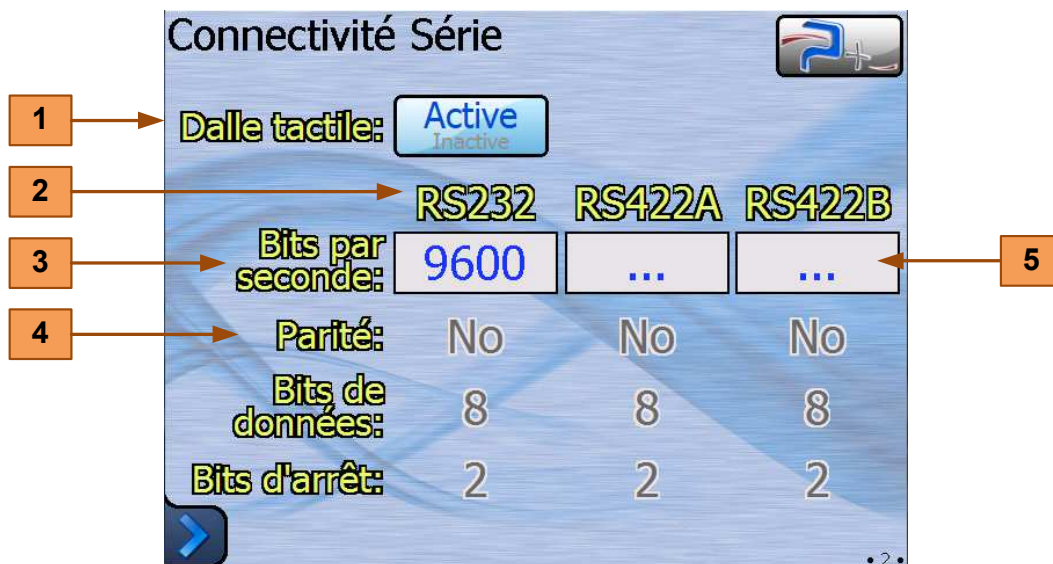 Connectivité Série
1
Dalle tactile:
Active
Inactive
2
RS232 RS422A RS422B
3
Bits par
seconde:
9600 ... ...
5
4
Parité: No No No
Bits de
données:
8 8 8
Bits d'arrêt: 2 2 2
•2•